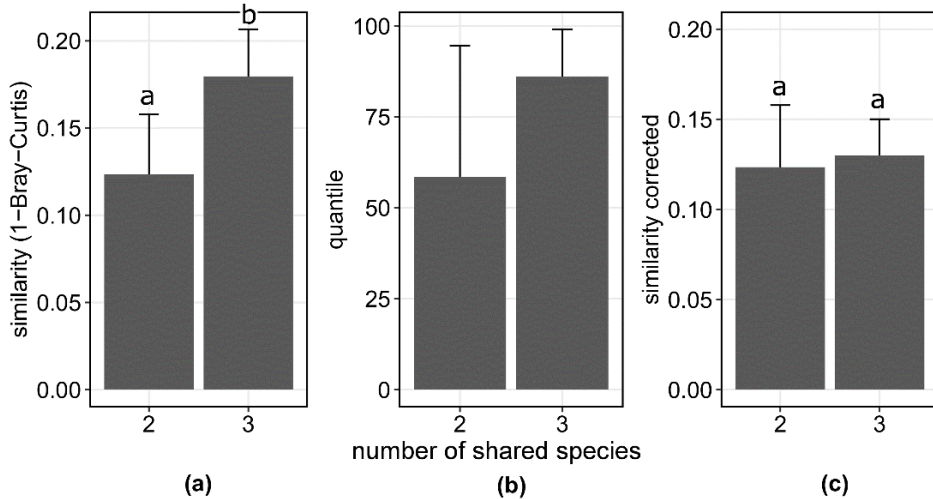 similarity (1−Bray−Curtis)
0.20
0.15
0.10
0.05
0.00
a
b
2
3
(a)
quantile
100
75
50
25
0
2
3
number of shared species
(b)
similarity corrected
0.20
0.15
0.10
0.05
0.00
a
a
2
3
(c)